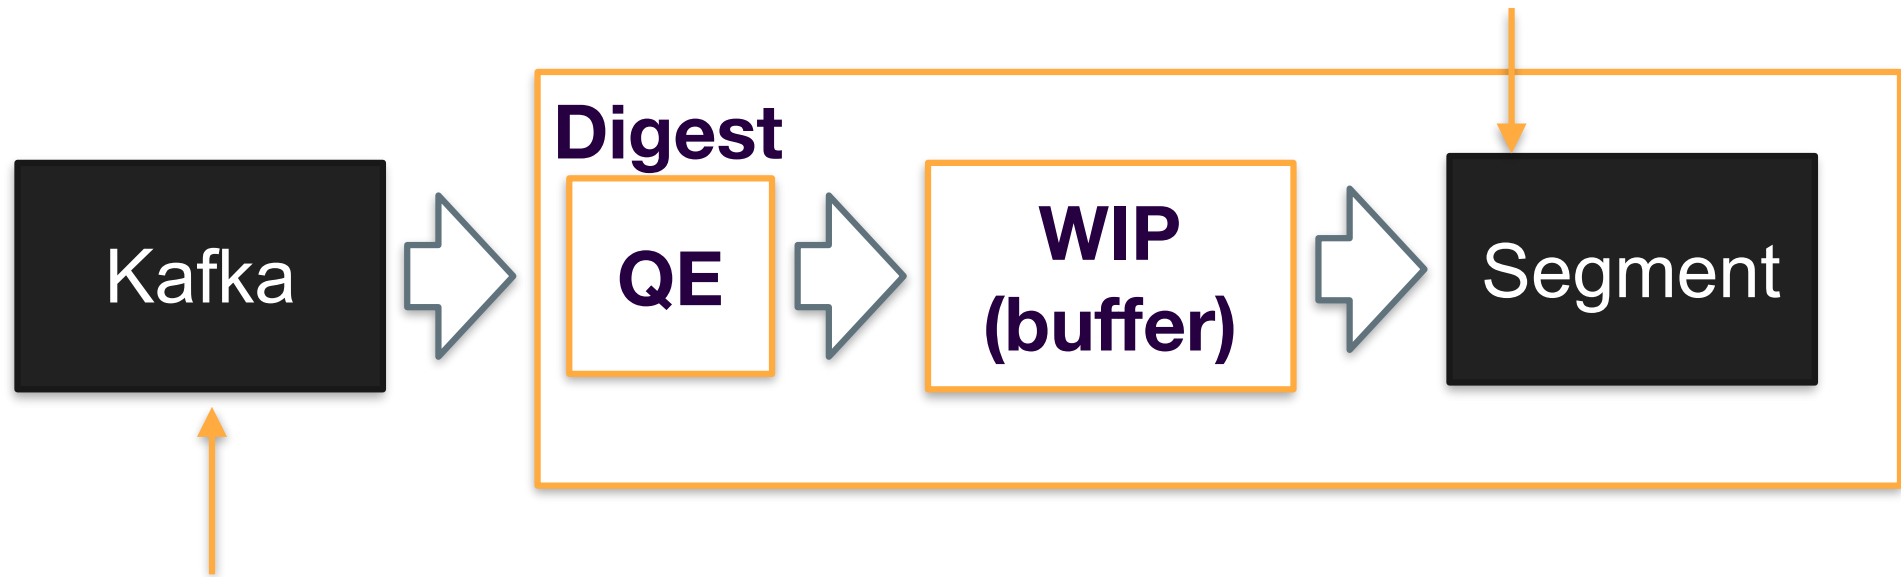 Kafka
Digest
QE
WIP
(buffer)
Segment